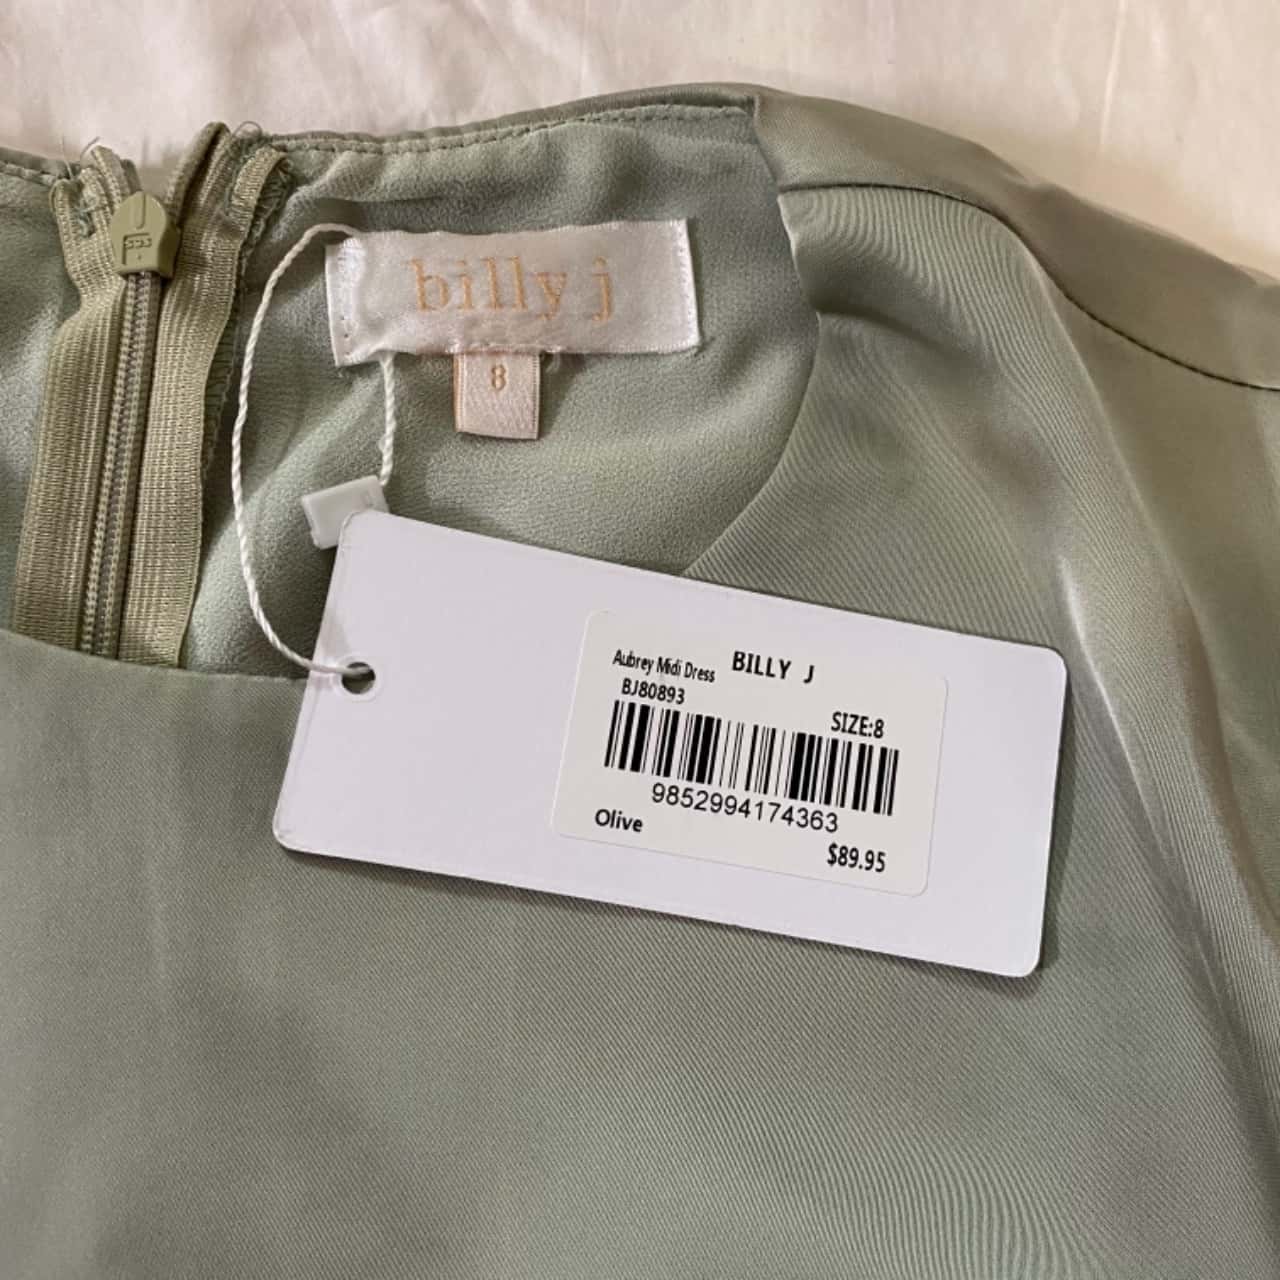 billy j
8
Aubrey Midi Dress BILLY J
BJ80893
SIZE:8
9852994174363
Olive
$89.95